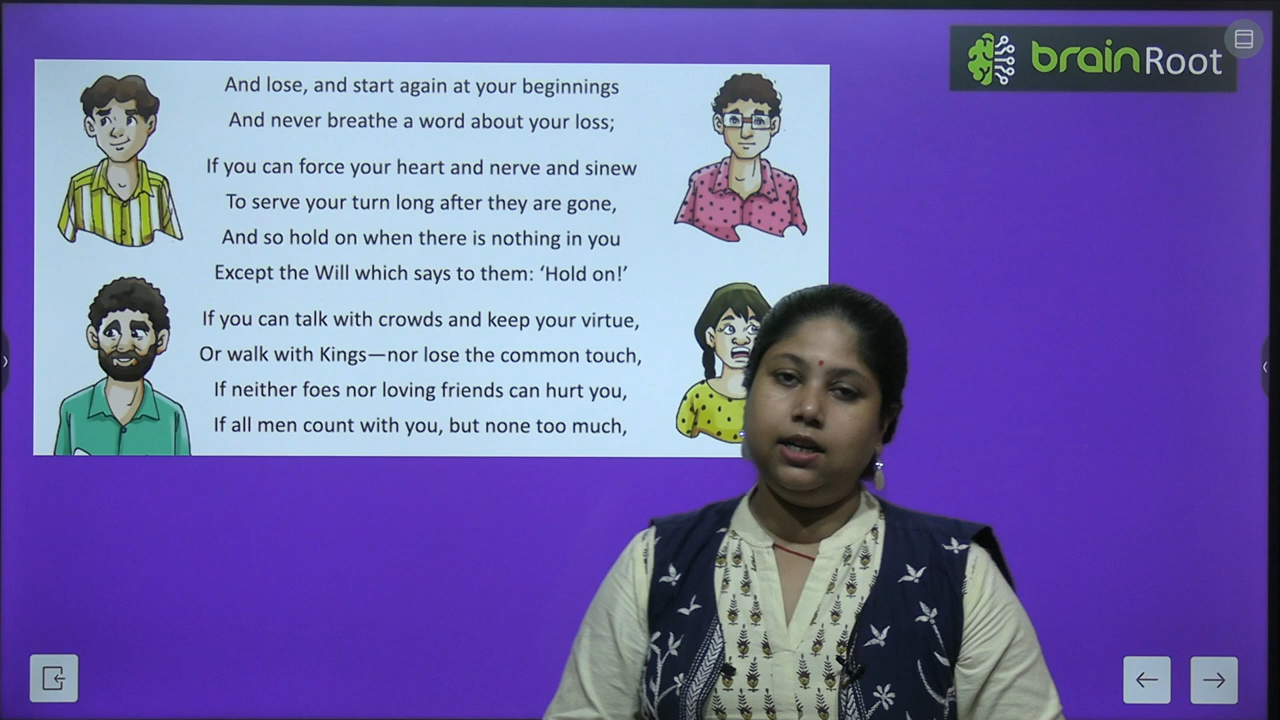 brainRoot
And lose, and start again at your beginnings
And never breathe a word about your loss;
If you can force your heart and nerve and sinew
To serve your turn long after they are gone,
And so hold on when there is nothing in you
Except the Will which says to them: ‘Hold on!’
If you can talk with crowds and keep your virtue,
Or walk with Kings—nor lose the common touch,
If neither foes nor loving friends can hurt you,
If all men count with you, but none too much,